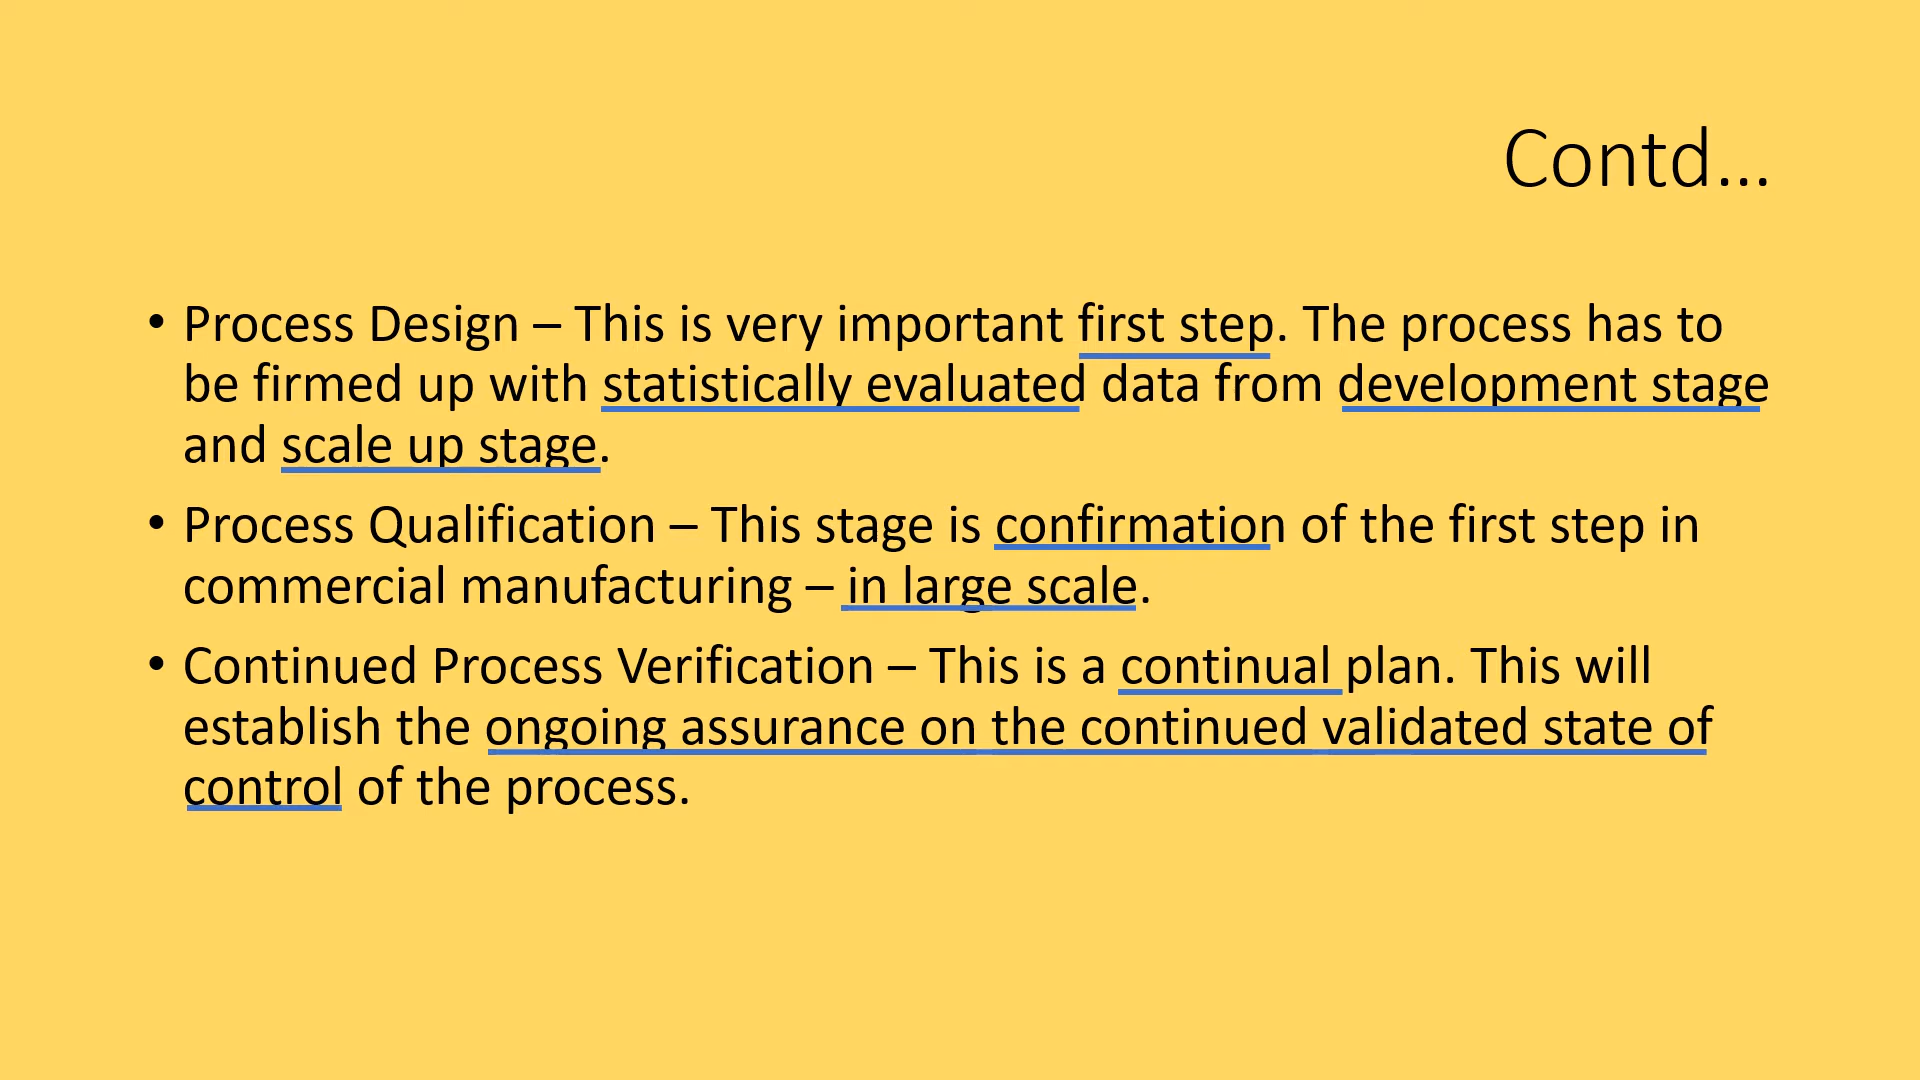 Contd...
• Process Design – This is very important first step. The process has to
be firmed up with statistically evaluated data from development stage
and scale up stage.
• Process Qualification – This stage is confirmation of the first step in
commercial manufacturing – in large scale.
• Continued Process Verification – This is a continual plan. This will
establish the ongoing assurance on the continued validated state of
control of the process.